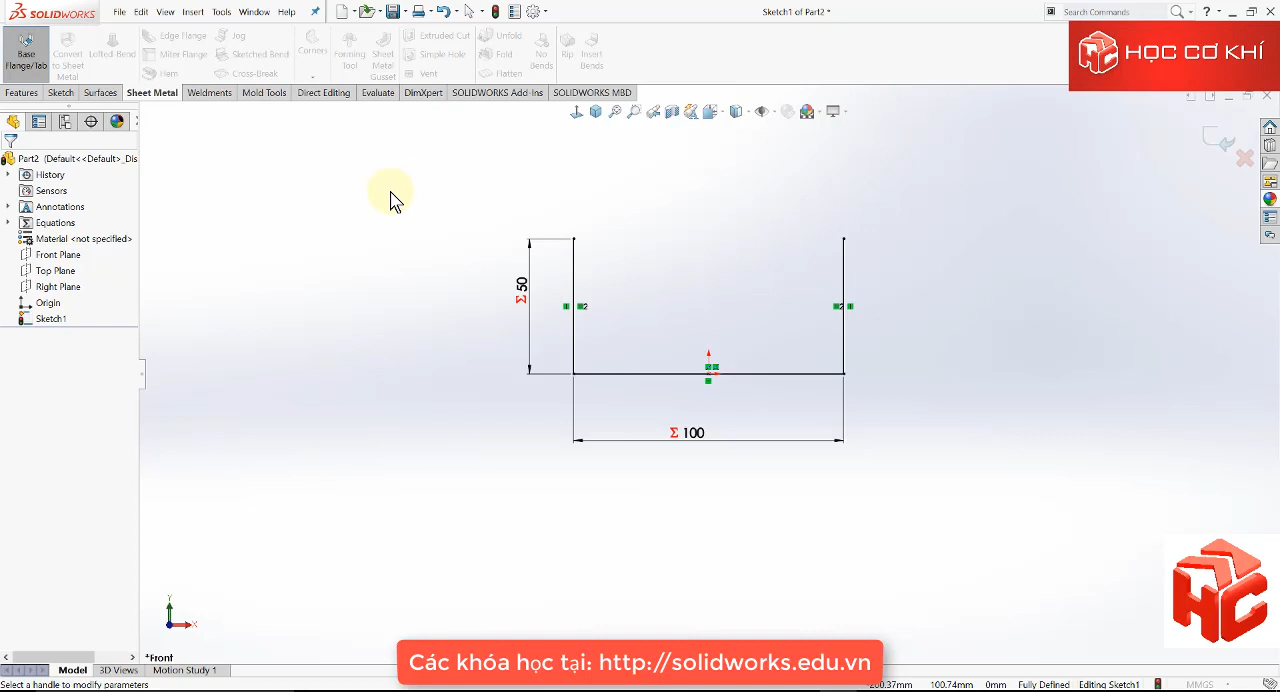 SOLIDWORKS
File Edit View Insert Tools Window Help
Sketch1 of Part2 *
Search Commands
Base Flange/Tab
Convert to Sheet Metal
Lofted-Bend
Edge Flange
Miter Flange
Hem
Jog
Sketched Bend
Cross-Break
Corners
Forming Tool
Sheet Metal Gusset
Extruded Cut
Simple Hole
Vent
Unfold
Fold
Flatten
No Bends
Rip
Insert Bends
HỌC CƠ KHÍ
Features Sketch Surfaces Sheet Metal Weldments Mold Tools Direct Editing Evaluate DimXpert SOLIDWORKS Add-Ins SOLIDWORKS MBD
Part2 (Default<<Default>_Dis
History
Sensors
Annotations
Equations
Material <not specified>
Front Plane
Top Plane
Right Plane
Origin
Sketch1
Σ 50
2
2
Σ 100
Y
X
*Front
HC
Các khóa học tại: http://solidworks.edu.vn
Model 3D Views Motion Study 1
Select a handle to modify parameters
200.37mm 100.74mm 0mm Fully Defined Editing Sketch1 MMGS